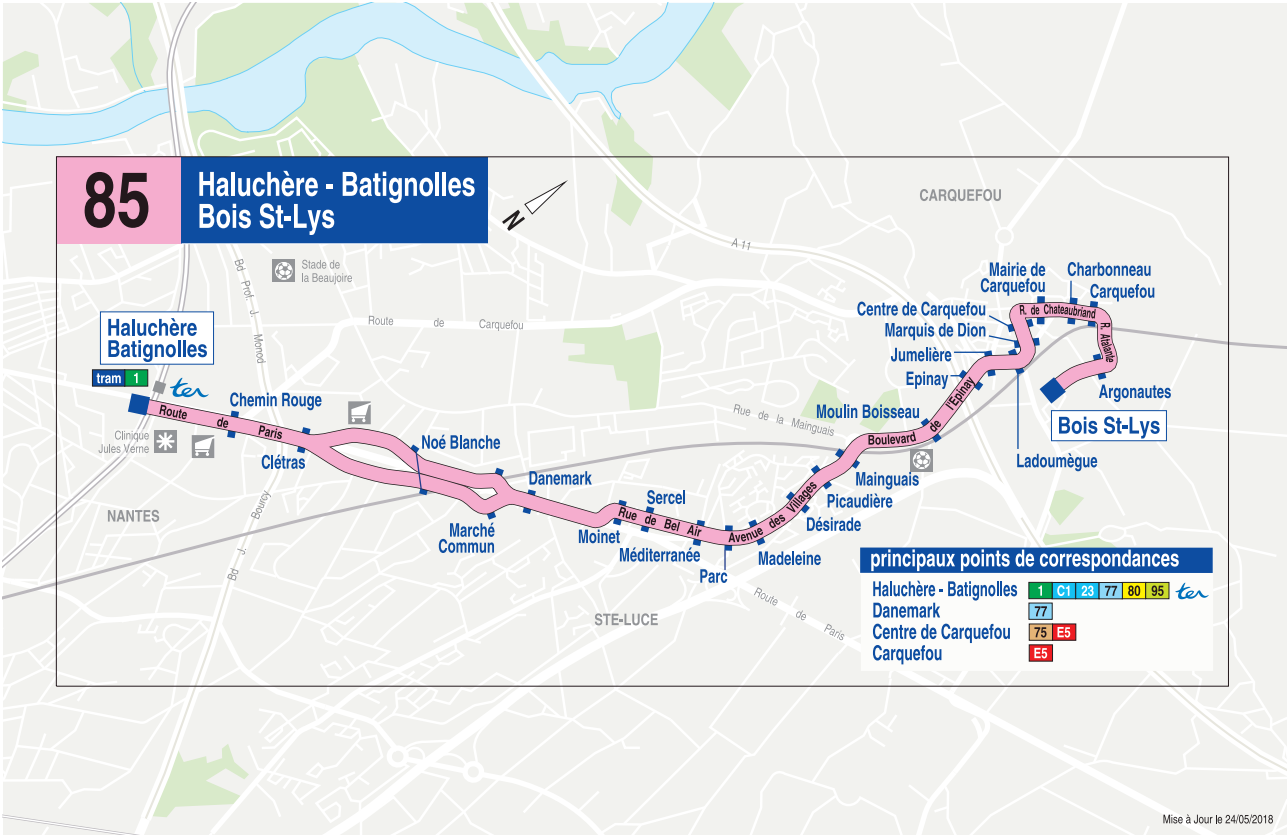 85
Haluchère - Batignolles
Bois St-Lys
N
CARQUEFOU
A 11
Stade de
la Beaujoire
Bd Prof. J. Monod
Route de Carquefou
Mairie de
Carquefou
Charbonneau
Carquefou
Centre de Carquefou
R. de Chateaubriand
Marquis de Dion
R. Atalante
Jumelière
Epinay
Argonautes
Bois St-Lys
Haluchère
Batignolles
tram 1
ter
Chemin Rouge
Route de Paris
Clinique
Jules Verne
Clétras
Noé Blanche
Rue de la Mainguais
Moulin Boisseau
Boulevard de l'Epinay
Ladoumègue
Mainguais
Picaudière
Désirade
Danemark
Sercel
NANTES
Bd J. Bourcy
Marché
Commun
Moinet
Rue de Bel Air
Avenue des Villages
Méditerranée
Parc
Madeleine
STE-LUCE
Route de Paris
principaux points de correspondances
Haluchère - Batignolles 1 C1 23 77 80 95 ter
Danemark 77
Centre de Carquefou 75 E5
Carquefou E5
Mise à Jour le 24/05/2018